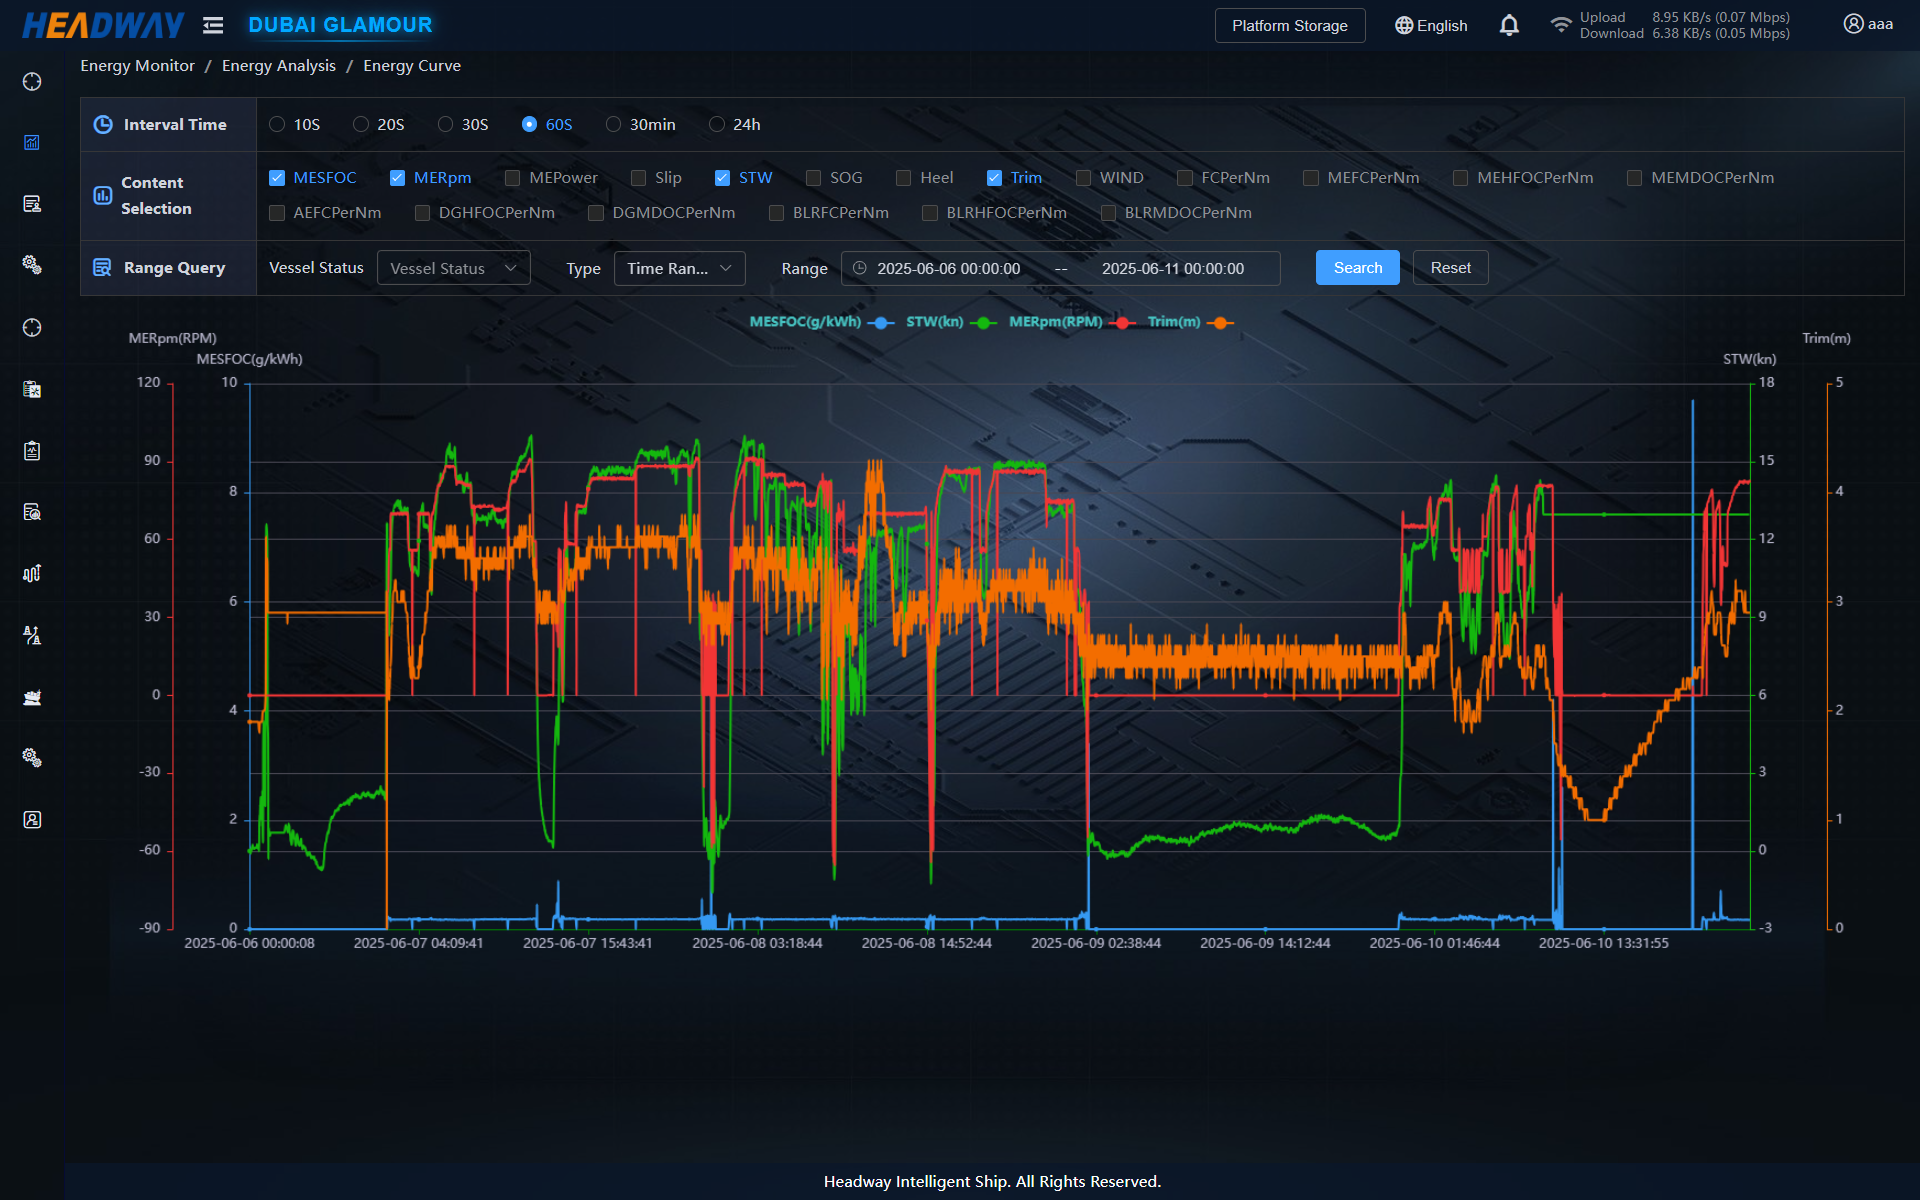 HEADWAY DUBAI GLAMOUR Platform Storage English Upload 8.95 KB/s (0.07 Mbps) aaa
Download 6.38 KB/s (0.05 Mbps)
Energy Monitor / Energy Analysis / Energy Curve
Interval Time 10S 20S 30S 60S 30min 24h
Content Selection
MESFOC MERpm MEPower Slip STW SOG Heel Trim WIND FCPerNm MEFCPerNm MEHFOCPerNm MEMDOCPerNm
AEFCPerNm DGHFOCPerNm DGMDOCPerNm BLRFCPerNm BLRHFOCPerNm BLRMDOCPerNm
Range Query Vessel Status Vessel Status Type Time Ran... Range 2025-06-06 00:00:00 -- 2025-06-11 00:00:00 Search Reset
MESFOC(g/kWh) STW(kn) MERpm(RPM) Trim(m)
MERpm(RPM) Trim(m)
MESFOC(g/kWh) STW(kn)
120 10 18 5
90 15
8 4
60 12
6 3
30 9
0 6
4 2
-30 3
2 1
-60 0
-90 0 -3 0
2025-06-06 00:00:08 2025-06-07 04:09:41 2025-06-07 15:43:41 2025-06-08 03:18:44 2025-06-08 14:52:44 2025-06-09 02:38:44 2025-06-09 14:12:44 2025-06-10 01:46:44 2025-06-10 13:31:55
Headway Intelligent Ship. All Rights Reserved.